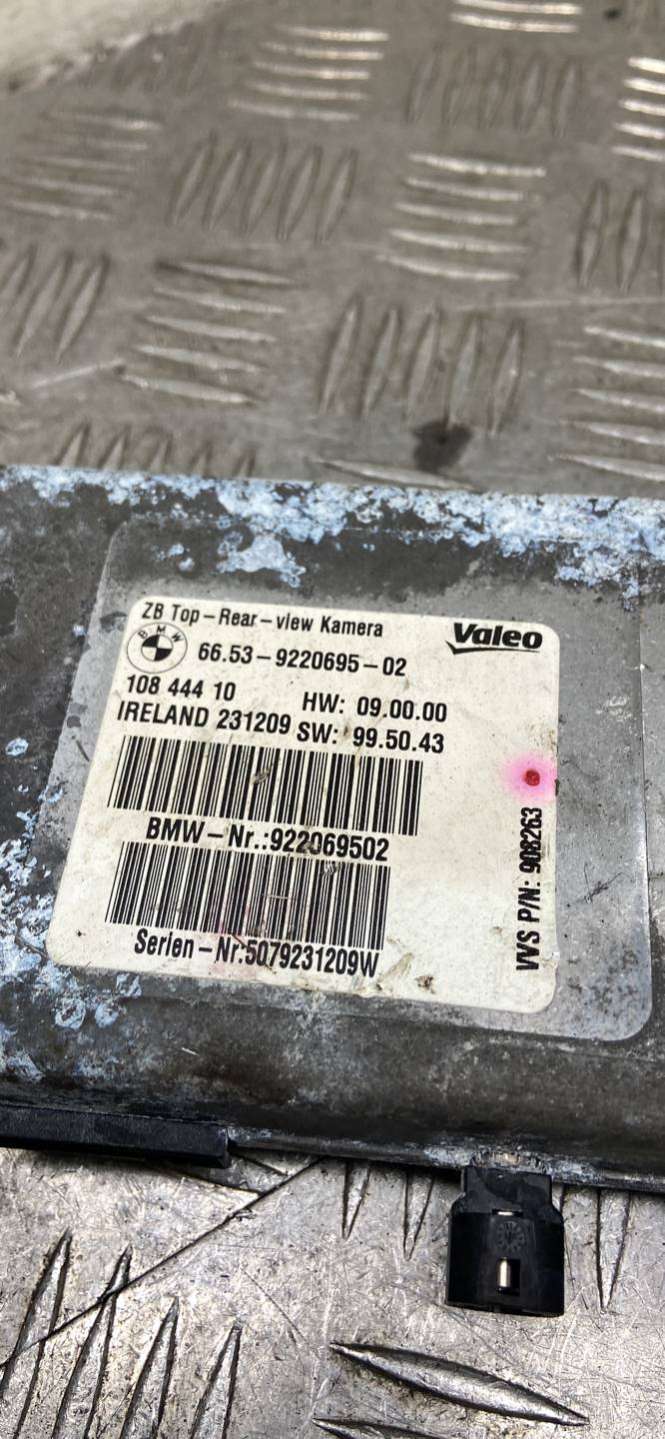 ZB Top-Rear-view Kamera
Valeo
BMW
66.53-9220695-02
108 444 10
HW: 09.00.00
IRELAND 231209 SW: 99.50.43
BMW-Nr.:922069502
Serien-Nr.5079231209W
VVS P/N: 908263